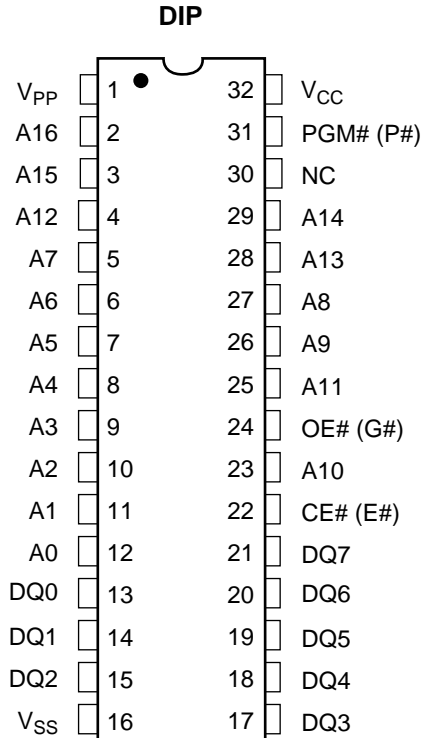 DIP
VPP 1 32 VCC
A16 2 31 PGM# (P#)
A15 3 30 NC
A12 4 29 A14
A7 5 28 A13
A6 6 27 A8
A5 7 26 A9
A4 8 25 A11
A3 9 24 OE# (G#)
A2 10 23 A10
A1 11 22 CE# (E#)
A0 12 21 DQ7
DQ0 13 20 DQ6
DQ1 14 19 DQ5
DQ2 15 18 DQ4
VSS 16 17 DQ3